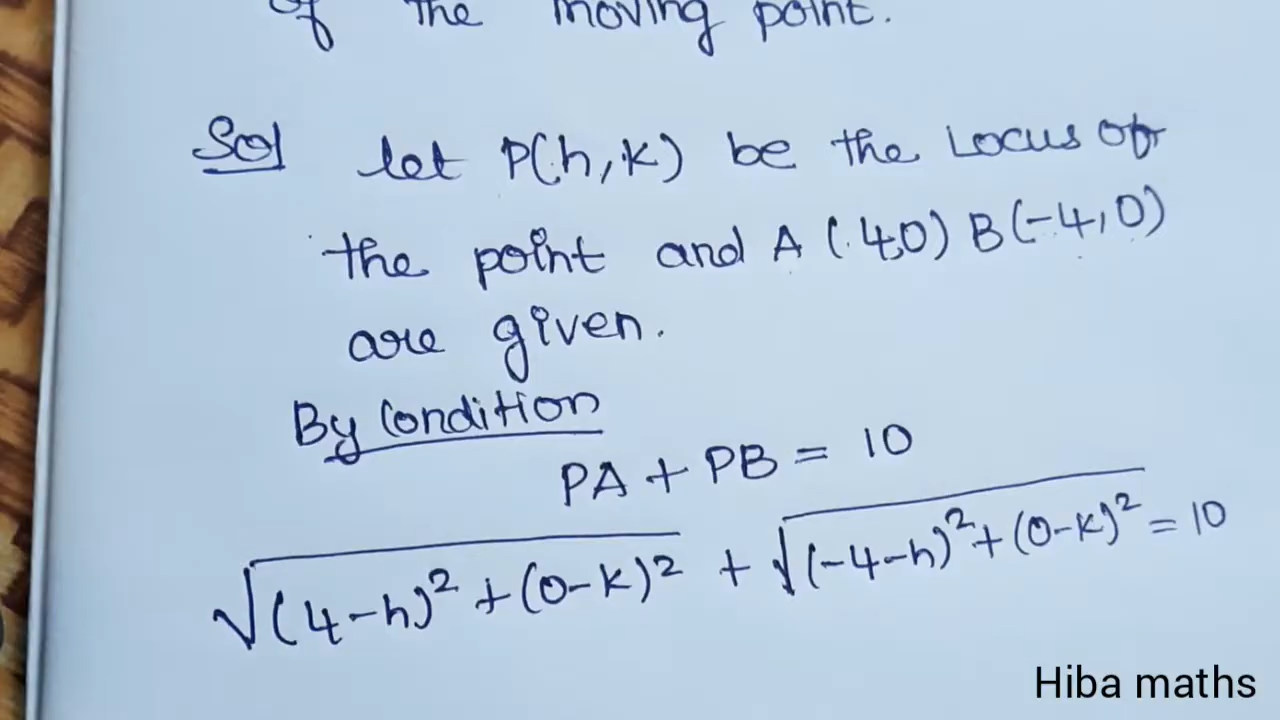 of the moving point.
Sol let P(h,k) be the Locus of
the point and A (4,0) B(-4,0)
are given.
By Condition
PA + PB = 10
√(4-h)² + (0-k)² + √(-4-h)² + (0-k)² = 10
Hiba maths